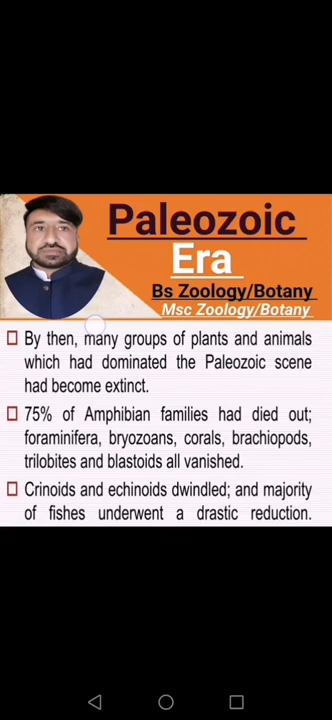 Paleozoic
Era
Bs Zoology/Botany
Msc Zoology/Botany
By then, many groups of plants and animals
which had dominated the Paleozoic scene
had become extinct.
75% of Amphibian families had died out;
foraminifera, bryozoans, corals, brachiopods,
trilobites and blastoids all vanished.
Crinoids and echinoids dwindled; and majority
of fishes underwent a drastic reduction.